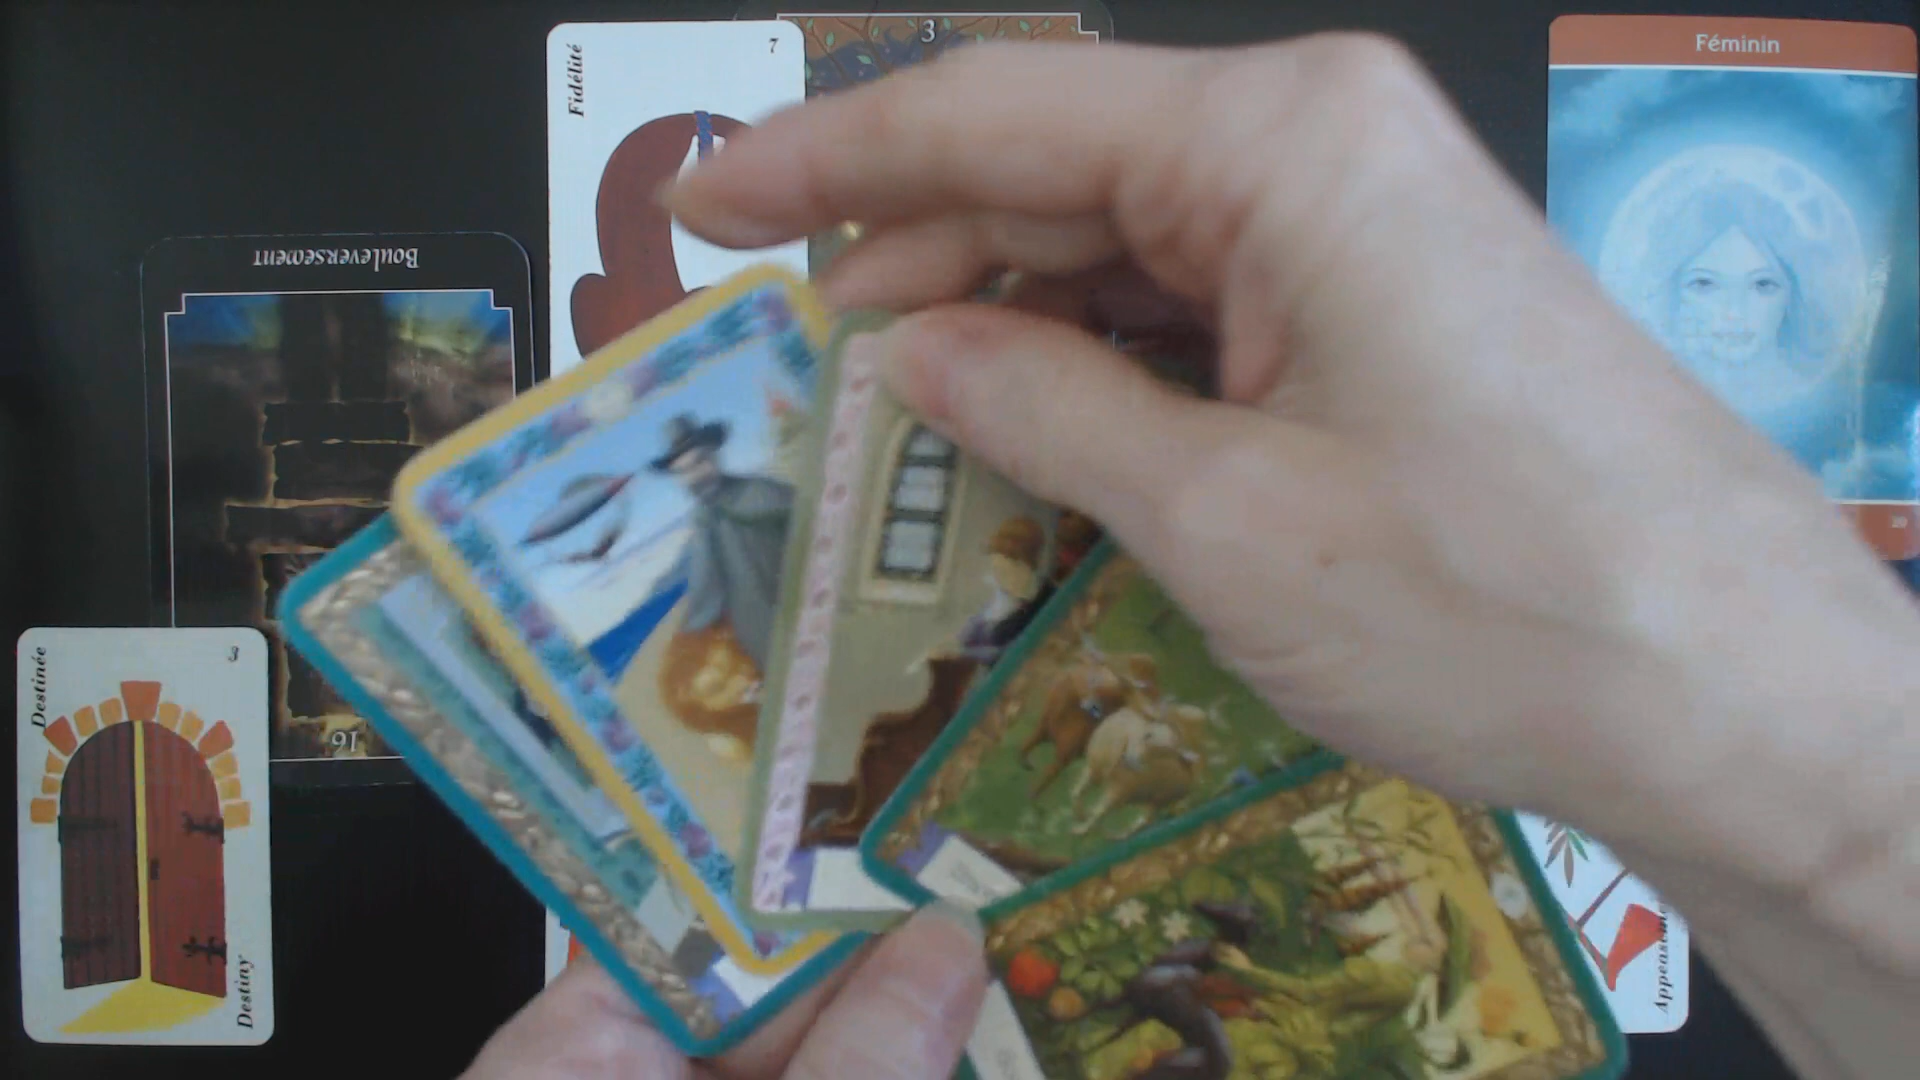 Fidélité
7
3
Féminin
Bouleversement
16
Destinée
3
Destiny